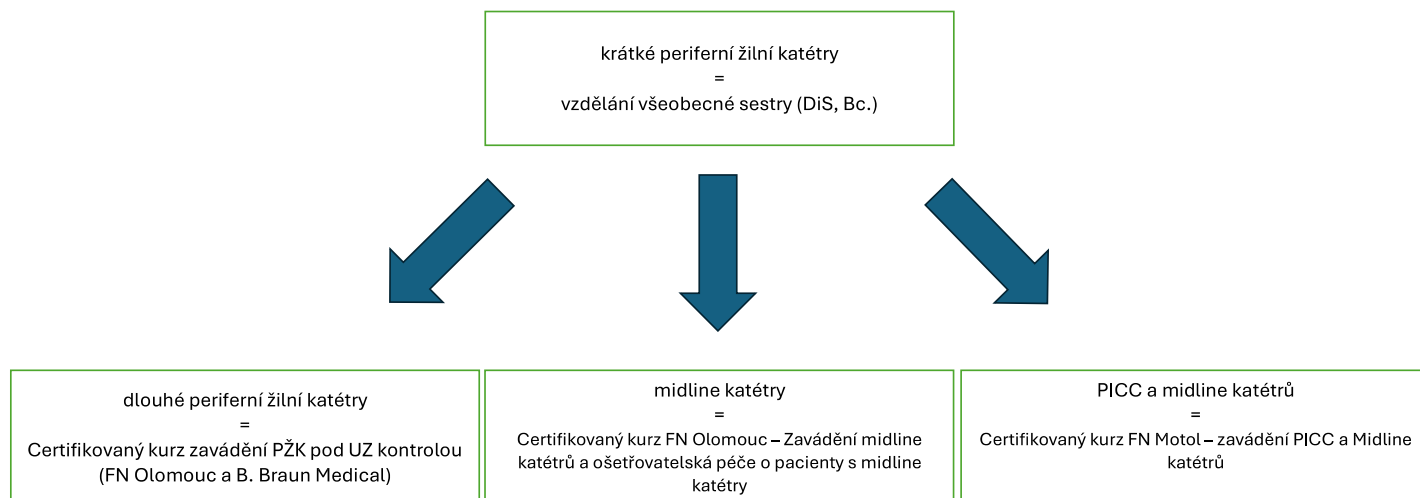 krátké periferní žilní katétry
=
vzdělání všeobecné sestry (DiS, Bc.)
dlouhé periferní žilní katétry
=
Certifikovaný kurz zavádění PŽK pod UZ kontrolou
(FN Olomouc a B. Braun Medical)
midline katétry
=
Certifikovaný kurz FN Olomouc – Zavádění midline
katétrů a ošetřovatelská péče o pacienty s midline
katétry
PICC a midline katétrů
=
Certifikovaný kurz FN Motol – zavádění PICC a Midline
katétrů